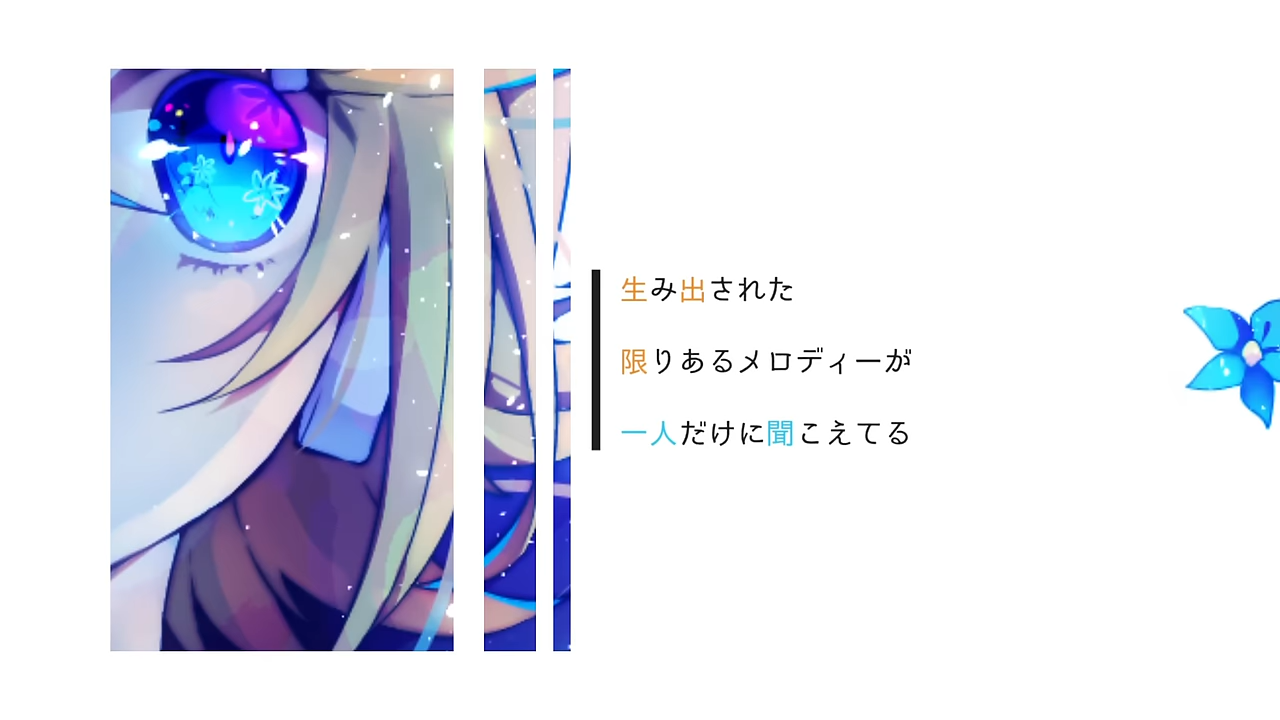 生み出された
限りあるメロディーが
一人だけに聞こえてる